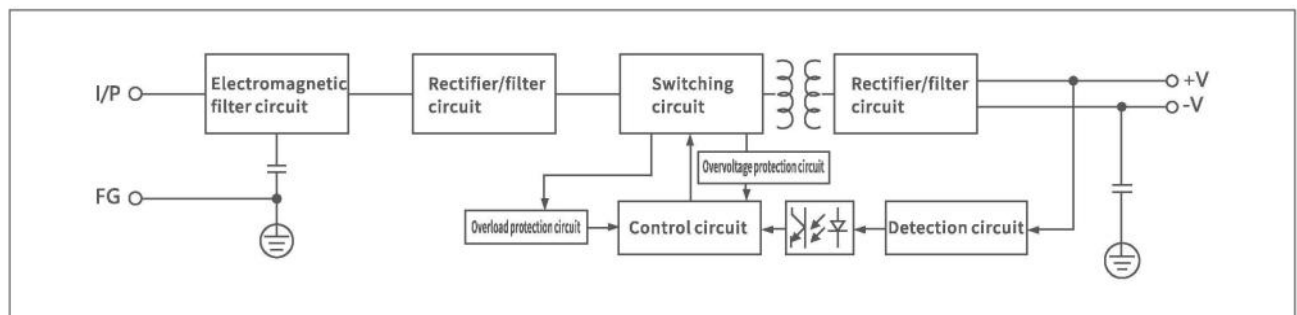 I/P
Electromagnetic
filter circuit
Rectifier/filter
circuit
Switching
circuit
Rectifier/filter
circuit
+V
-V
Overvoltage protection circuit
FG
Overload protection circuit
Control circuit
Detection circuit